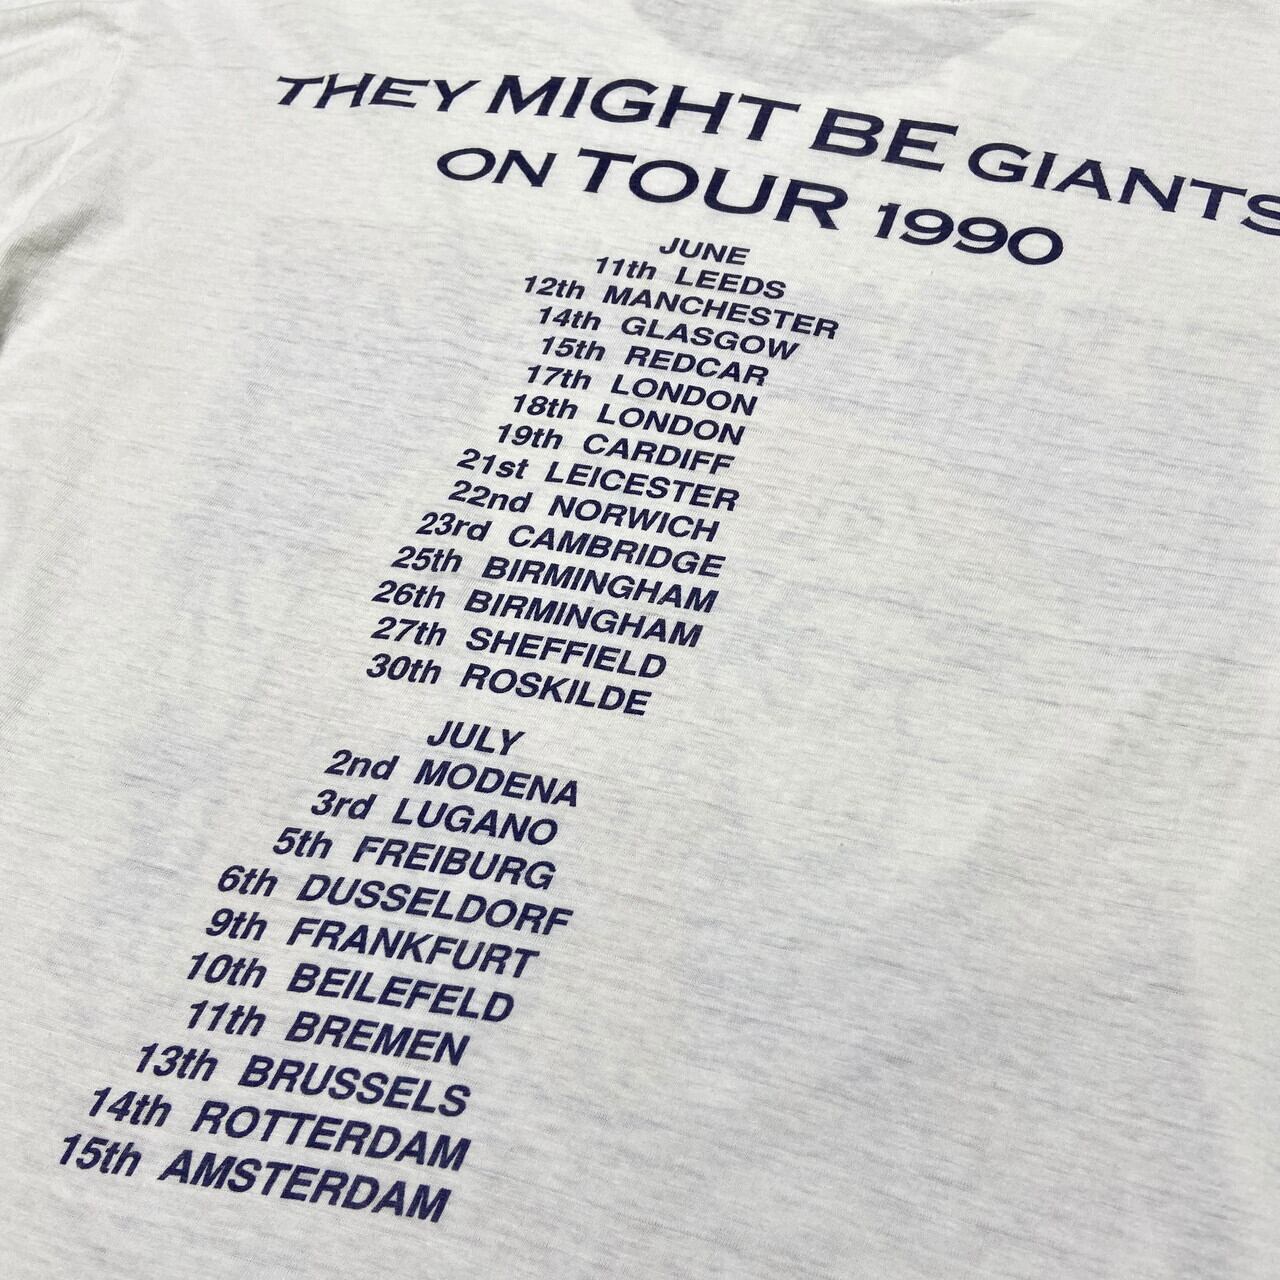 THEY MIGHT BE GIANTS
ON TOUR 1990
JUNE
11th LEEDS
12th MANCHESTER
14th GLASGOW
15th REDCAR
17th LONDON
18th LONDON
19th CARDIFF
21st LEICESTER
22nd NORWICH
23rd CAMBRIDGE
25th BIRMINGHAM
26th BIRMINGHAM
27th SHEFFIELD
30th ROSKILDE
JULY
2nd MODENA
3rd LUGANO
5th FREIBURG
6th DUSSELDORF
9th FRANKFURT
10th BEILEFELD
11th BREMEN
13th BRUSSELS
14th ROTTERDAM
15th AMSTERDAM